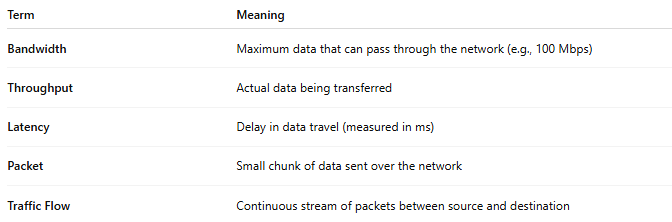 Term Meaning
Bandwidth Maximum data that can pass through the network (e.g., 100 Mbps)
Throughput Actual data being transferred
Latency Delay in data travel (measured in ms)
Packet Small chunk of data sent over the network
Traffic Flow Continuous stream of packets between source and destination